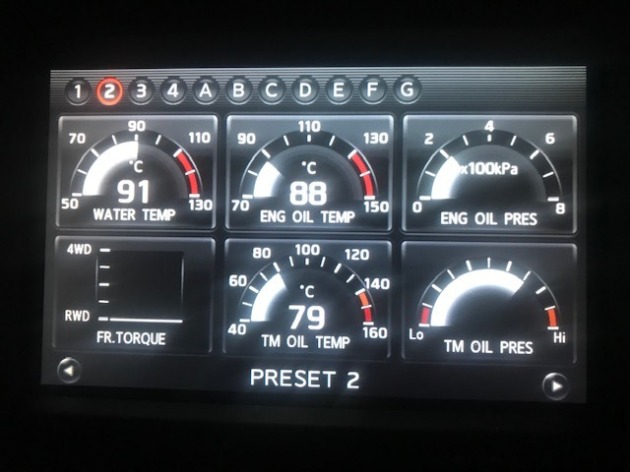 1 2 3 4 A B C D E F G
70 90 110
50 130
°C
91
WATER TEMP
90 110 130
70 150
°C
88
ENG OIL TEMP
2 4 6
0 8
x100kPa
ENG OIL PRES
4WD
RWD
FR.TORQUE
60 80 100 120 140
40 160
°C
79
TM OIL TEMP
Lo Hi
TM OIL PRES
PRESET 2